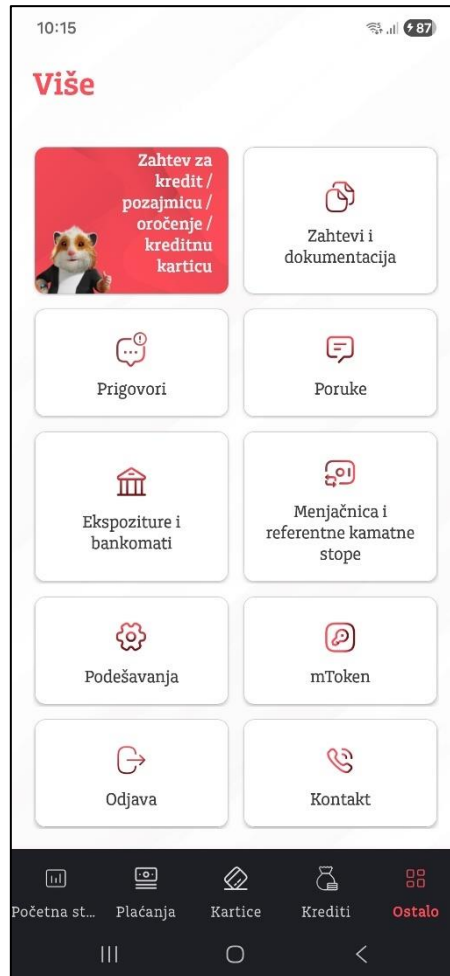 10:15
87
Više
Zahtev za
kredit /
pozajmicu /
oročenje /
kreditnu
karticu
Zahtevi i
dokumentacija
Prigovori
Poruke
Ekspoziture i
bankomati
Menjačnica i
referentne kamatne
stope
Podešavanja
mToken
Odjava
Kontakt
Početna st...
Plaćanja
Kartice
Krediti
Ostalo